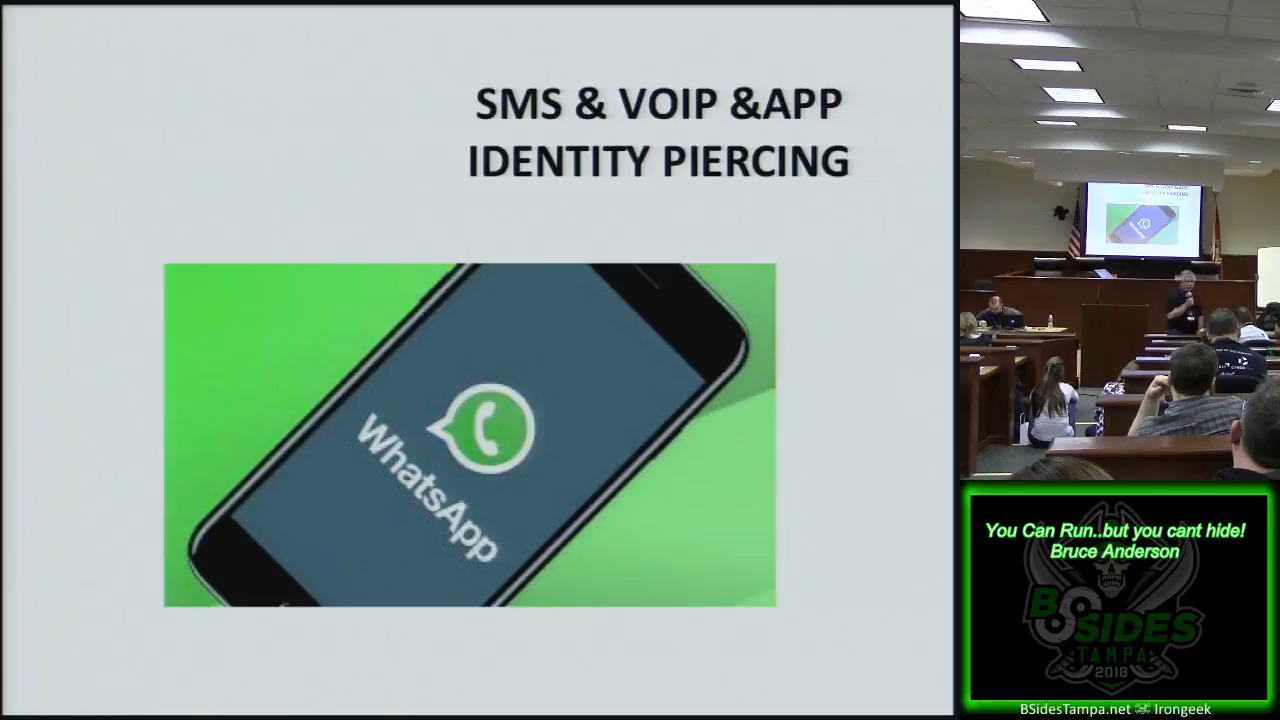 SMS & VOIP &APP
IDENTITY PIERCING
WhatsApp
You Can Run..but you cant hide!
Bruce Anderson
BSIDES
TAMPA
2018
BSidesTampa.net Irongeek